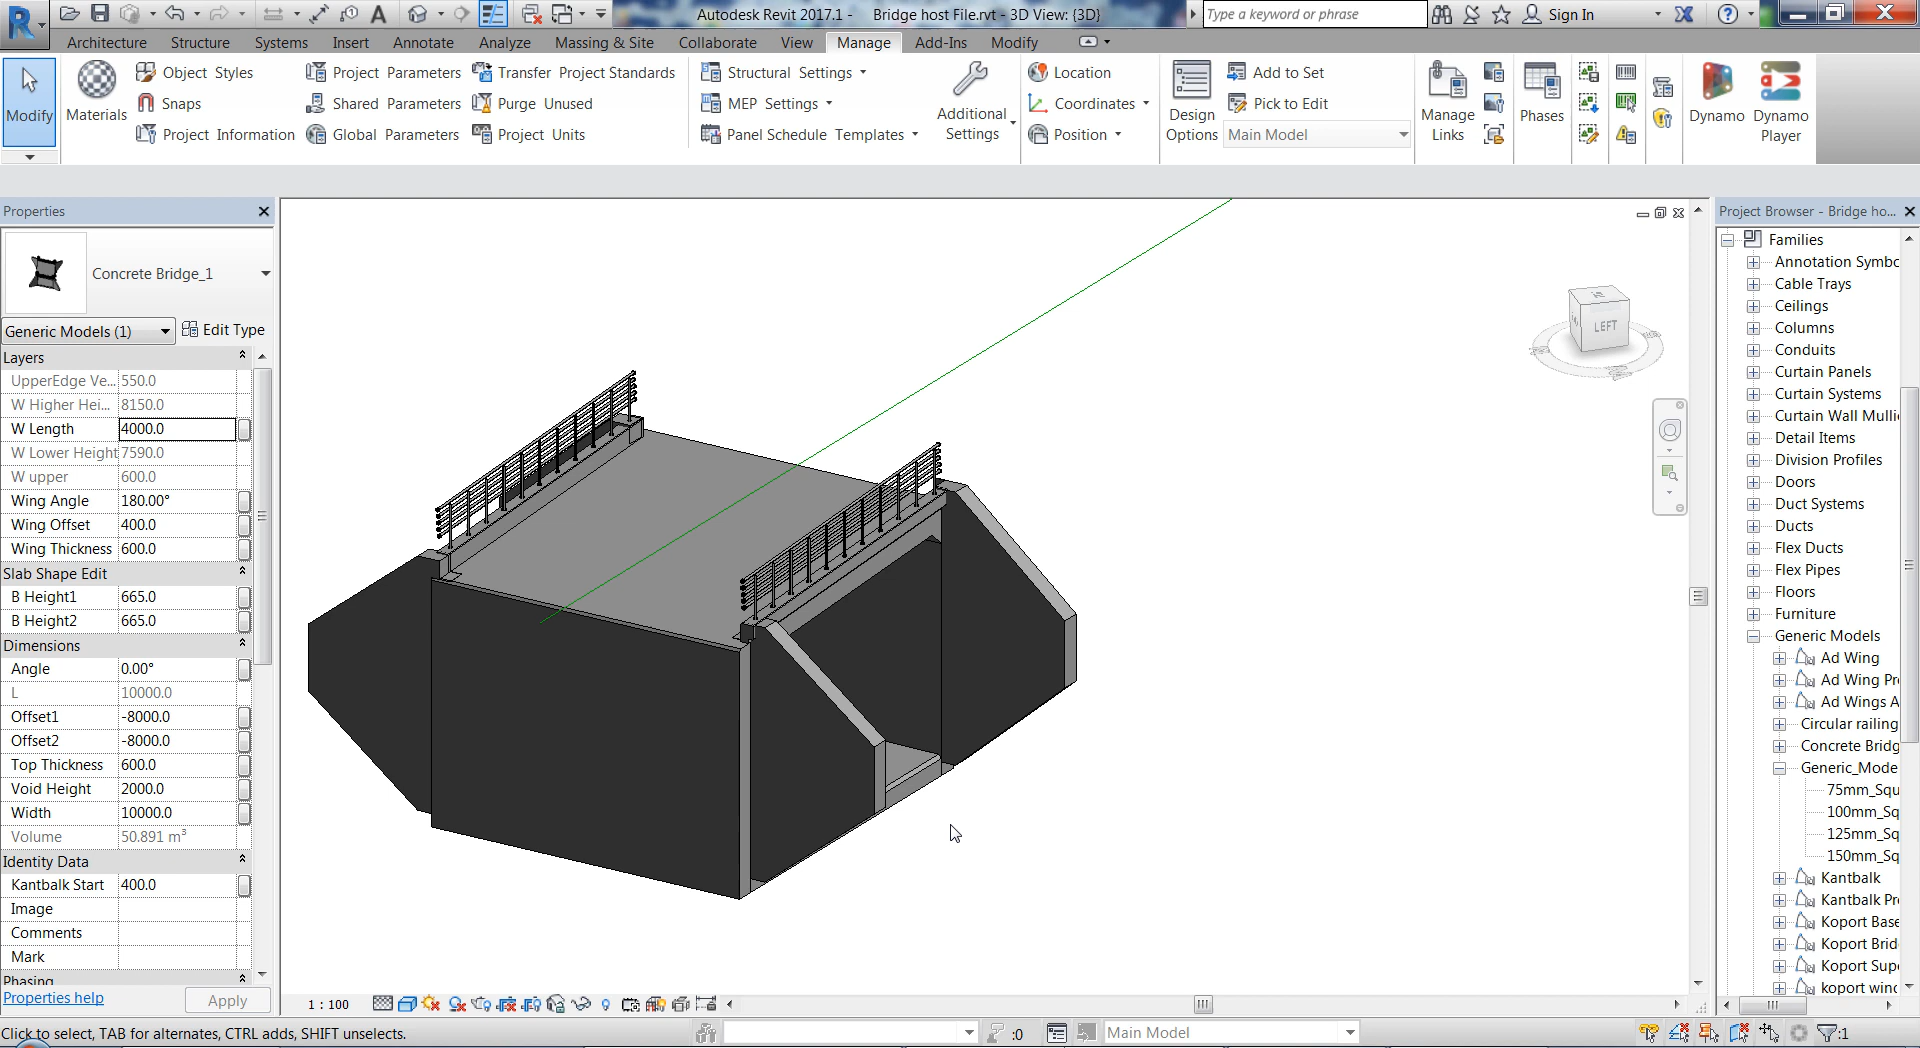 Autodesk Revit 2017.1 - Bridge host File.rvt - 3D View: {3D}
Type a keyword or phrase
Sign In
Architecture Structure Systems Insert Annotate Analyze Massing & Site Collaborate View Manage Add-Ins Modify
Modify
Materials
Object Styles
Snaps
Project Information
Project Parameters
Shared Parameters
Global Parameters
Transfer Project Standards
Purge Unused
Project Units
Structural Settings
MEP Settings
Panel Schedule Templates
Additional
Settings
Location
Coordinates
Position
Design
Options
Add to Set
Pick to Edit
Main Model
Manage
Links
Phases
Dynamo
Dynamo
Player
Properties
Concrete Bridge_1
Generic Models (1)
Edit Type
Layers
UpperEdge Ve... 550.0
W Higher Hei... 8150.0
W Length 4000.0
W Lower Height 7590.0
W upper 600.0
Wing Angle 180.00°
Wing Offset 400.0
Wing Thickness 600.0
Slab Shape Edit
B Height1 665.0
B Height2 665.0
Dimensions
Angle 0.00°
L 10000.0
Offset1 -8000.0
Offset2 -8000.0
Top Thickness 600.0
Void Height 2000.0
Width 10000.0
Volume 50.891 m³
Identity Data
Kantbalk Start 400.0
Image
Comments
Mark
Phasing
Properties help
Apply
LEFT
1 : 100
Project Browser - Bridge ho...
Families
Annotation Symbo
Cable Trays
Ceilings
Columns
Conduits
Curtain Panels
Curtain Systems
Curtain Wall Mulli
Detail Items
Division Profiles
Doors
Duct Systems
Ducts
Flex Ducts
Flex Pipes
Floors
Furniture
Generic Models
Ad Wing
Ad Wing Pr
Ad Wings A
Circular railing
Concrete Bridg
Generic_Mode
75mm_Squ
100mm_Sq
125mm_Sq
150mm_Sq
Kantbalk
Kantbalk Pr
Koport Base
Koport Brid
Koport Sup
koport wind
Click to select, TAB for alternates, CTRL adds, SHIFT unselects.
:0
Main Model
:1